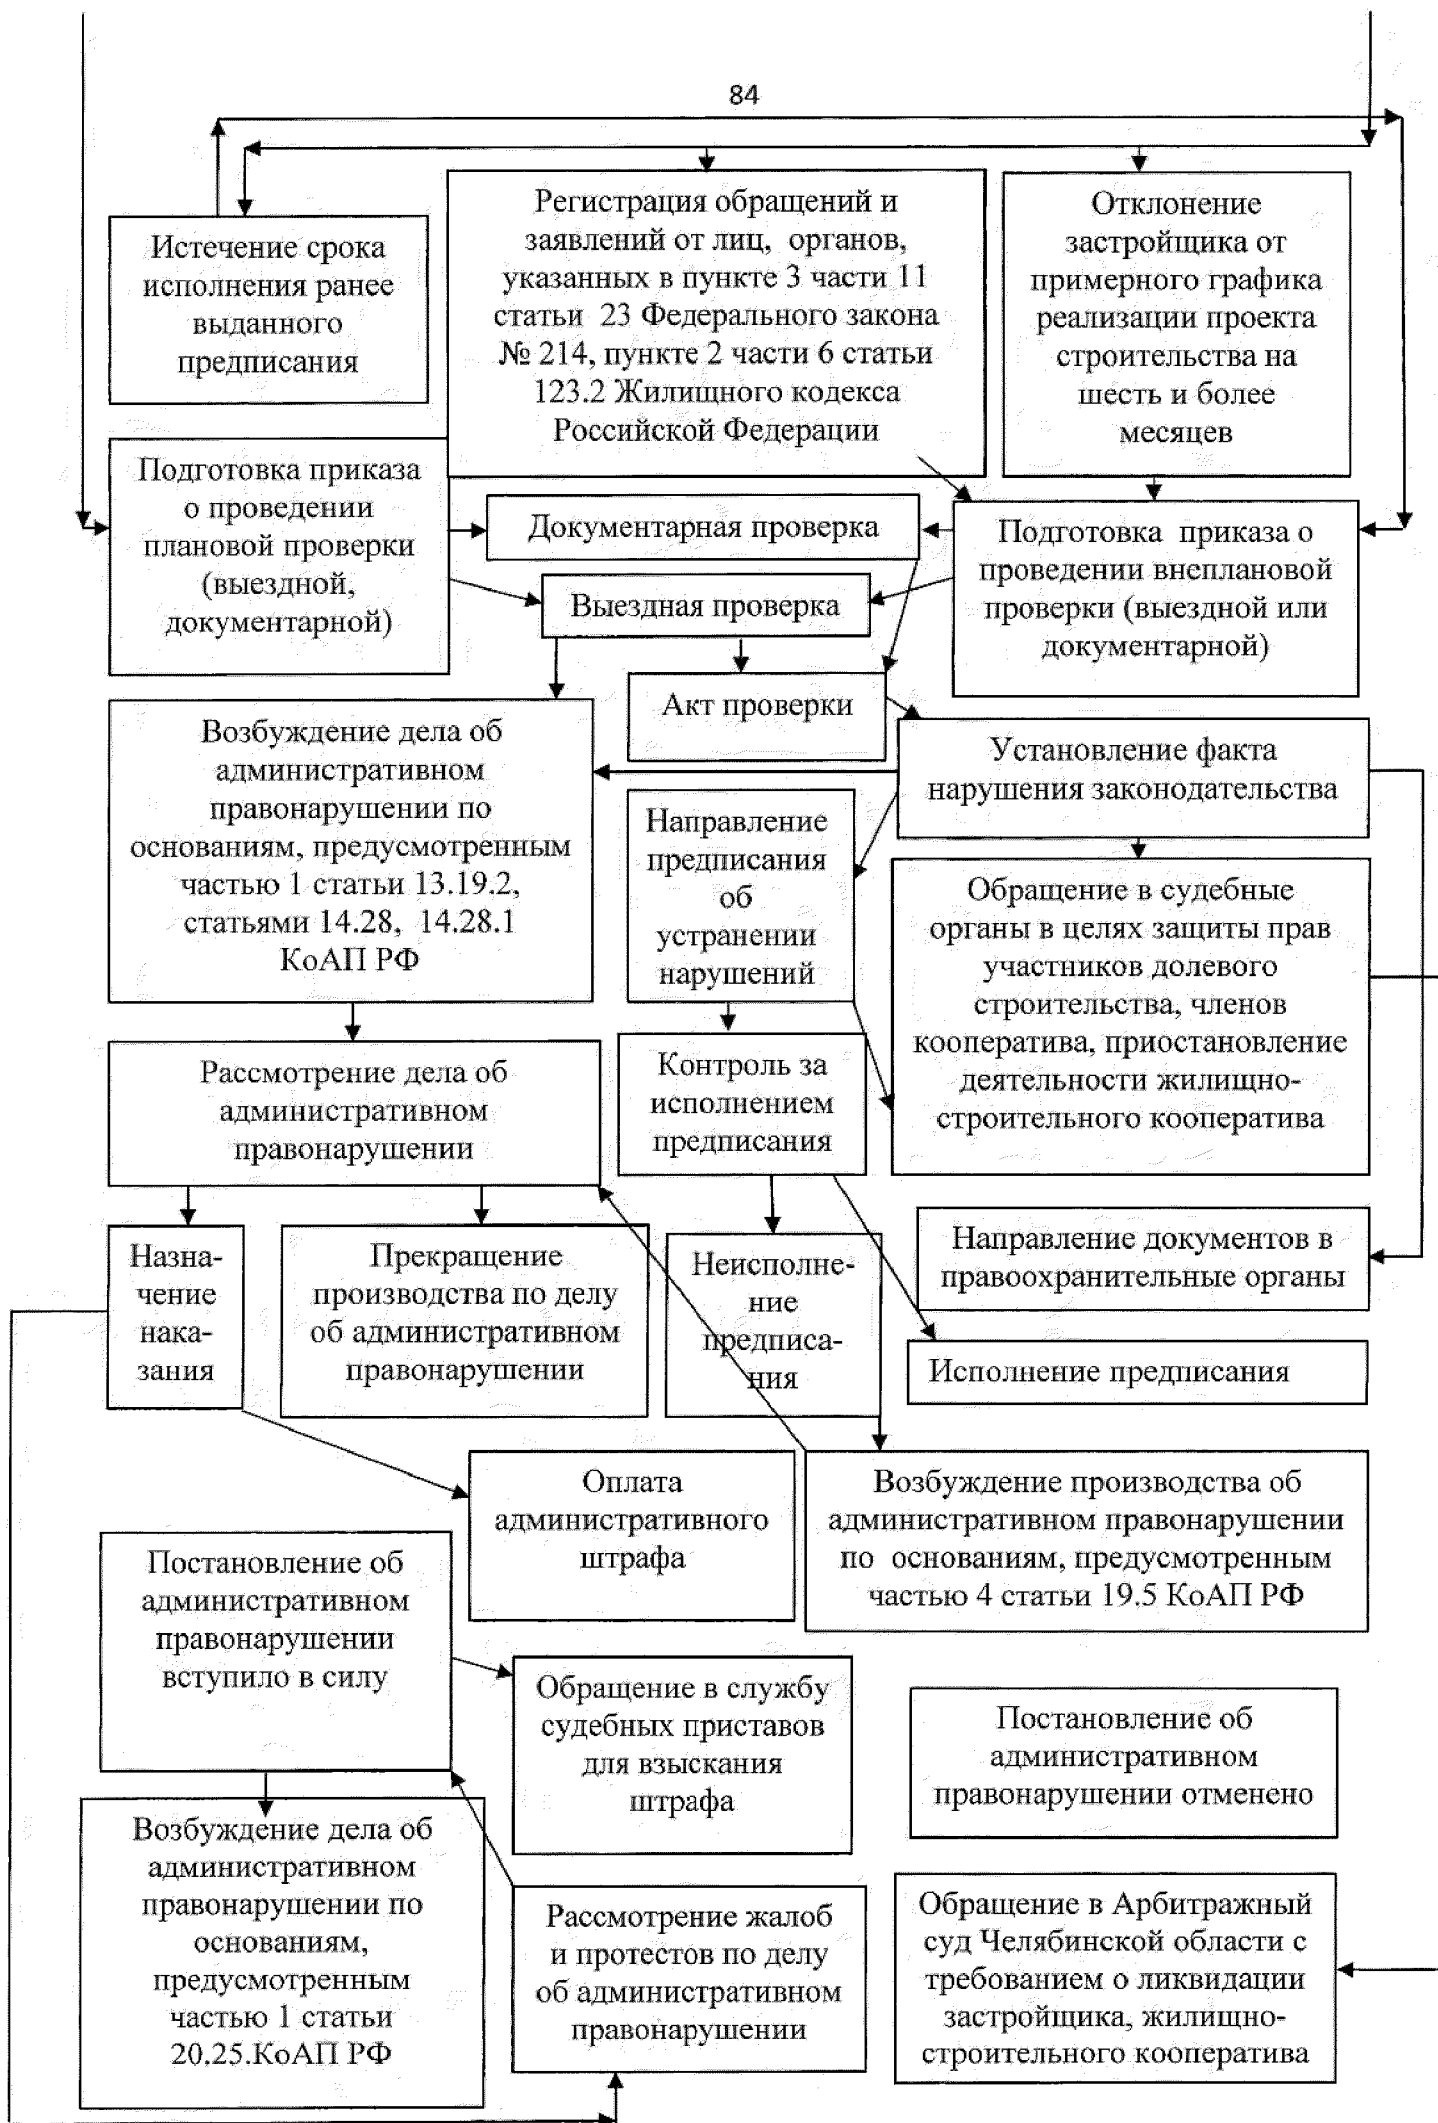 84
Истечение срока
исполнения ранее
выданного
предписания
Регистрация обращений и
заявлений от лиц, органов,
указанных в пункте 3 части 11
статьи 23 Федерального закона
№ 214, пункте 2 части 6 статьи
123.2 Жилищного кодекса
Российской Федерации
Отклонение
застройщика от
примерного графика
реализации проекта
строительства на
шесть и более
месяцев
Подготовка приказа
о проведении
плановой проверки
(выездной,
документарной)
Документарная проверка
Выездная проверка
Подготовка приказа о
проведении внеплановой
проверки (выездной или
документарной)
Акт проверки
Возбуждение дела об
административном
правонарушении по
основаниям, предусмотренным
частью 1 статьи 13.19.2,
статьями 14.28, 14.28.1
КоАП РФ
Установление факта
нарушения законодательства
Направление
предписания
об
устранении
нарушений
Обращение в судебные
органы в целях защиты прав
участников долевого
строительства, членов
кооператива, приостановление
деятельности жилищно-
строительного кооператива
Рассмотрение дела об
административном
правонарушении
Контроль за
исполнением
предписания
Назна-
чение
нака-
зания
Прекращение
производства по делу
об административном
правонарушении
Неисполне-
ние
предписа-
ния
Направление документов в
правоохранительные органы
Исполнение предписания
Оплата
административного
штрафа
Возбуждение производства об
административном правонарушении
по основаниям, предусмотренным
частью 4 статьи 19.5 КоАП РФ
Постановление об
административном
правонарушении
вступило в силу
Обращение в службу
судебных приставов
для взыскания
штрафа
Постановление об
административном
правонарушении отменено
Возбуждение дела об
административном
правонарушении по
основаниям,
предусмотренным
частью 1 статьи
20.25.КоАП РФ
Рассмотрение жалоб
и протестов по делу
об административном
правонарушении
Обращение в Арбитражный
суд Челябинской области с
требованием о ликвидации
застройщика, жилищно-
строительного кооператива